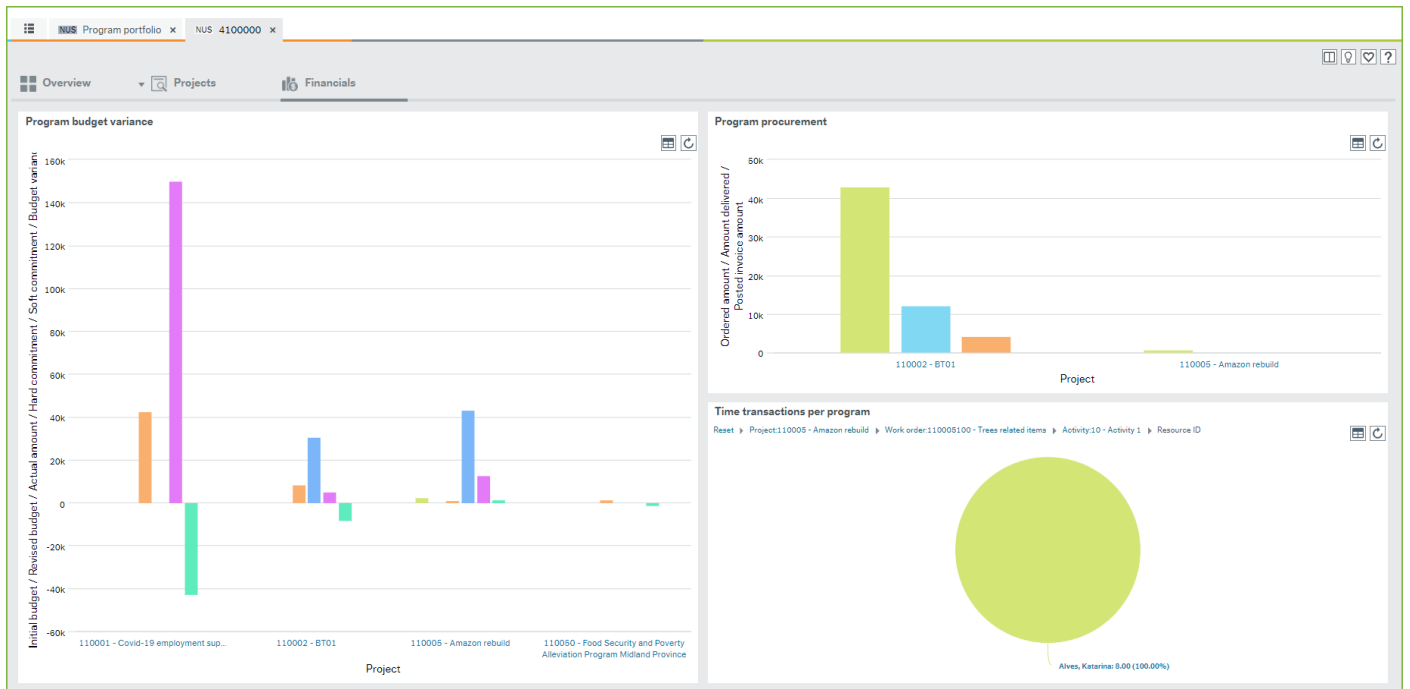 NUS Program portfolio ×
NUS 4100000 ×
?
Overview
Projects
Financials
Program budget variance
Initial budget / Revised budget / Actual amount / Hard commitment / Soft commitment / Budget varianc
160k
140k
120k
100k
80k
60k
40k
20k
0
-20k
-40k
-60k
110001 - Covid-19 employment sup...
110002 - BT01
110005 - Amazon rebuild
110050 - Food Security and Poverty
Alleviation Program Midland Province
Project
Program procurement
Ordered amount / Amount delivered /
Posted invoice amount
50k
40k
30k
20k
10k
0
110002 - BT01
110005 - Amazon rebuild
Project
Time transactions per program
Reset Project:110005 - Amazon rebuild Work order:110005100 - Trees related items Activity:10 - Activity 1 Resource ID
Alves, Katarina: 8.00 (100.00%)